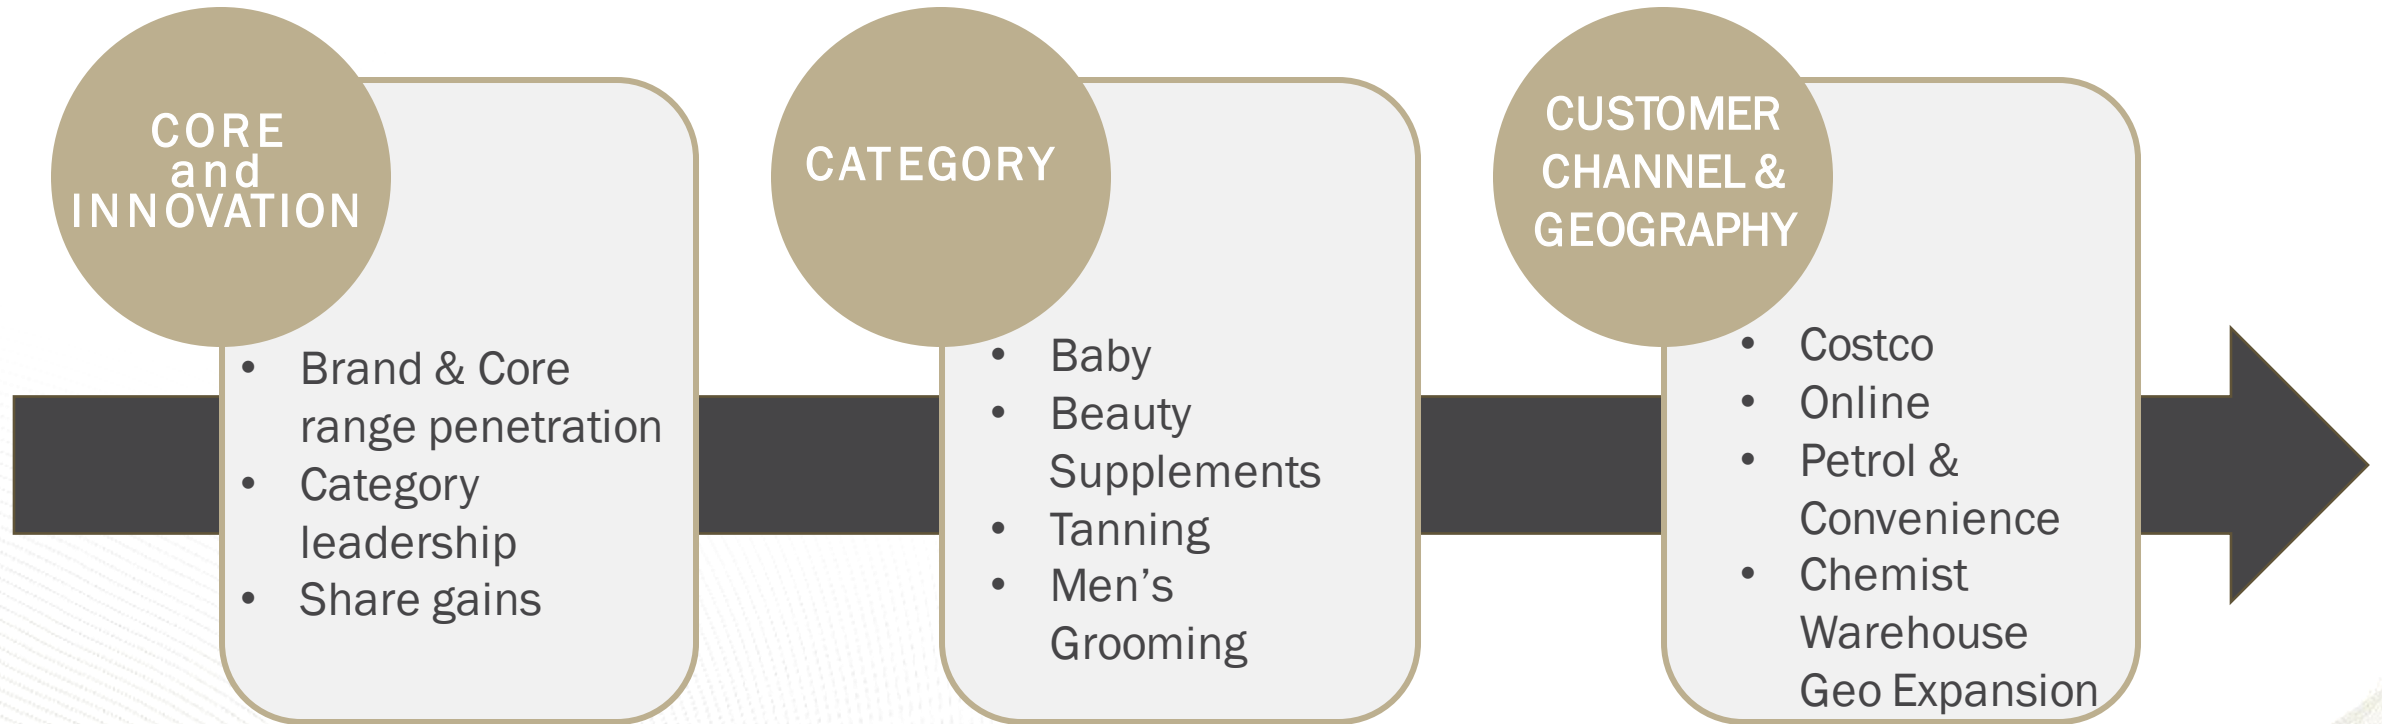 CORE
and
INNOVATION
• Brand & Core
range penetration
• Category
leadership
• Share gains
CATEGORY
• Baby
• Beauty
Supplements
• Tanning
• Men’s
Grooming
CUSTOMER
CHANNEL &
GEOGRAPHY
• Costco
• Online
• Petrol &
Convenience
• Chemist
Warehouse
Geo Expansion